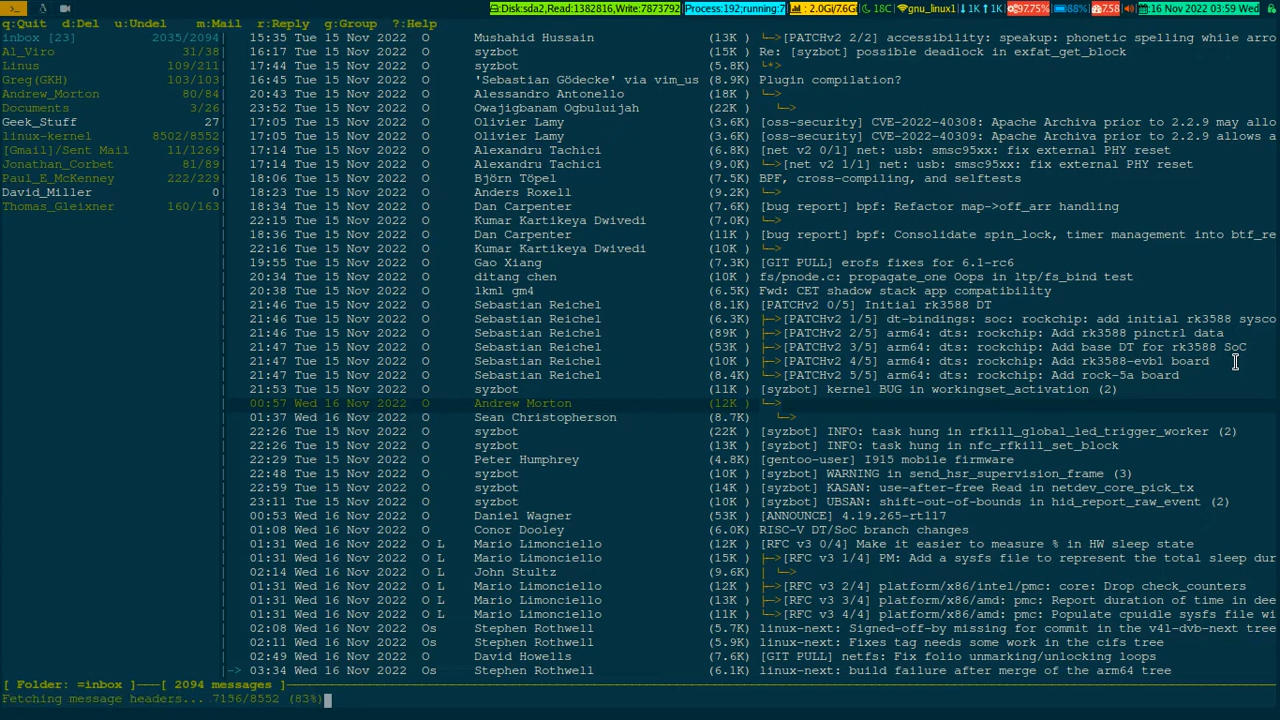 Disk:sda2,Read:1382816,Write:7873792 Process:192;running:7 : 2.0Gi/7.6Gi 18C gnu_linux1 1K 1K 97.75% 88% 7.58 :16 Nov 2022 03:59 Wed
q:Quit d:Del u:Undel m:Mail r:Reply g:Group ?:Help
inbox [23] 2035/2094 15:35 Tue 15 Nov 2022 O Mushahid Hussain (13K ) └─>[PATCHv2 2/2] accessibility: speakup: phonetic spelling while arro
Al_Viro 31/38 16:17 Tue 15 Nov 2022 O syzbot (15K ) Re: [syzbot] possible deadlock in exfat_get_block
Linus 109/211 17:44 Tue 15 Nov 2022 O syzbot (5.8K) └*>
Greg(GKH) 103/103 16:45 Tue 15 Nov 2022 O 'Sebastian Gödecke' via vim_us (8.9K) Plugin compilation?
Andrew_Morton 80/84 20:43 Tue 15 Nov 2022 O Alessandro Antonello (18K ) └─>
Documents 3/26 23:52 Tue 15 Nov 2022 O Owajigbanam Ogbuluijah (22K ) └─>
Geek_Stuff 27 17:05 Tue 15 Nov 2022 O Olivier Lamy (3.6K) [oss-security] CVE-2022-40308: Apache Archiva prior to 2.2.9 may allo
linux-kernel 8502/8552 17:05 Tue 15 Nov 2022 O Olivier Lamy (3.6K) [oss-security] CVE-2022-40309: Apache Archiva prior to 2.2.9 allows a
[Gmail]/Sent Mail 11/1269 17:14 Tue 15 Nov 2022 O Alexandru Tachici (6.8K) [net v2 0/1] net: usb: smsc95xx: fix external PHY reset
Jonathan_Corbet 81/89 17:14 Tue 15 Nov 2022 O Alexandru Tachici (9.0K) └─>[net v2 1/1] net: usb: smsc95xx: fix external PHY reset
Paul_E_McKenney 222/229 18:06 Tue 15 Nov 2022 O Björn Töpel (7.5K) BPF, cross-compiling, and selftests
David_Miller 0 18:23 Tue 15 Nov 2022 O Anders Roxell (9.2K) └─>
Thomas_Gleixner 160/163 18:34 Tue 15 Nov 2022 O Dan Carpenter (7.6K) [bug report] bpf: Refactor map->off_arr handling
22:15 Tue 15 Nov 2022 O Kumar Kartikeya Dwivedi (7.0K) └─>
18:36 Tue 15 Nov 2022 O Dan Carpenter (11K ) [bug report] bpf: Consolidate spin_lock, timer management into btf_re
22:16 Tue 15 Nov 2022 O Kumar Kartikeya Dwivedi (10K ) └─>
19:55 Tue 15 Nov 2022 O Gao Xiang (7.3K) [GIT PULL] erofs fixes for 6.1-rc6
20:34 Tue 15 Nov 2022 O ditang chen (10K ) fs/pnode.c: propagate_one Oops in ltp/fs_bind test
20:38 Tue 15 Nov 2022 O lkml gm4 (6.5K) Fwd: CET shadow stack app compatibility
21:46 Tue 15 Nov 2022 O Sebastian Reichel (8.1K) [PATCHv2 0/5] Initial rk3588 DT
21:46 Tue 15 Nov 2022 O Sebastian Reichel (6.3K) ├─>[PATCHv2 1/5] dt-bindings: soc: rockchip: add initial rk3588 sysco
21:46 Tue 15 Nov 2022 O Sebastian Reichel (89K ) ├─>[PATCHv2 2/5] arm64: dts: rockchip: Add rk3588 pinctrl data
21:47 Tue 15 Nov 2022 O Sebastian Reichel (53K ) ├─>[PATCHv2 3/5] arm64: dts: rockchip: Add base DT for rk3588 SoC
21:47 Tue 15 Nov 2022 O Sebastian Reichel (10K ) ├─>[PATCHv2 4/5] arm64: dts: rockchip: Add rk3588-evb1 board
21:47 Tue 15 Nov 2022 O Sebastian Reichel (8.4K) └─>[PATCHv2 5/5] arm64: dts: rockchip: Add rock-5a board
21:53 Tue 15 Nov 2022 O syzbot (11K ) [syzbot] kernel BUG in workingset_activation (2)
00:57 Wed 16 Nov 2022 O Andrew Morton (12K ) └─>
01:37 Wed 16 Nov 2022 O Sean Christopherson (8.7K) └─>
22:26 Tue 15 Nov 2022 O syzbot (22K ) [syzbot] INFO: task hung in rfkill_global_led_trigger_worker (2)
22:26 Tue 15 Nov 2022 O syzbot (13K ) [syzbot] INFO: task hung in nfc_rfkill_set_block
22:29 Tue 15 Nov 2022 O Peter Humphrey (4.8K) [gentoo-user] I915 mobile firmware
22:48 Tue 15 Nov 2022 O syzbot (10K ) [syzbot] WARNING in send_hsr_supervision_frame (3)
22:59 Tue 15 Nov 2022 O syzbot (14K ) [syzbot] KASAN: use-after-free Read in netdev_core_pick_tx
23:11 Tue 15 Nov 2022 O syzbot (10K ) [syzbot] UBSAN: shift-out-of-bounds in hid_report_raw_event (2)
00:53 Wed 16 Nov 2022 O Daniel Wagner (53K ) [ANNOUNCE] 4.19.265-rt117
01:08 Wed 16 Nov 2022 O Conor Dooley (6.0K) RISC-V DT/SoC branch changes
01:31 Wed 16 Nov 2022 O L Mario Limonciello (12K ) [RFC v3 0/4] Make it easier to measure % in HW sleep state
01:31 Wed 16 Nov 2022 O L Mario Limonciello (15K ) ├─>[RFC v3 1/4] PM: Add a sysfs file to represent the total sleep dur
02:14 Wed 16 Nov 2022 O L John Stultz (9.6K) │ └─>
01:31 Wed 16 Nov 2022 O L Mario Limonciello (12K ) ├─>[RFC v3 2/4] platform/x86/intel/pmc: core: Drop check_counters
01:31 Wed 16 Nov 2022 O L Mario Limonciello (13K ) ├─>[RFC v3 3/4] platform/x86/amd: pmc: Report duration of time in dee
01:31 Wed 16 Nov 2022 O L Mario Limonciello (11K ) └─>[RFC v3 4/4] platform/x86/amd: pmc: Populate cpuidle sysfs file wi
02:08 Wed 16 Nov 2022 Os Stephen Rothwell (5.7K) linux-next: Signed-off-by missing for commit in the v4l-dvb-next tree
02:11 Wed 16 Nov 2022 Os Stephen Rothwell (5.9K) linux-next: Fixes tag needs some work in the cifs tree
02:49 Wed 16 Nov 2022 O David Howells (7.6K) [GIT PULL] netfs: Fix folio unmarking/unlocking loops
-> 03:34 Wed 16 Nov 2022 Os Stephen Rothwell (6.1K) linux-next: build failure after merge of the arm64 tree
[ Folder: =inbox ]───[ 2094 messages ]
Fetching message headers... 7156/8552 (83%)